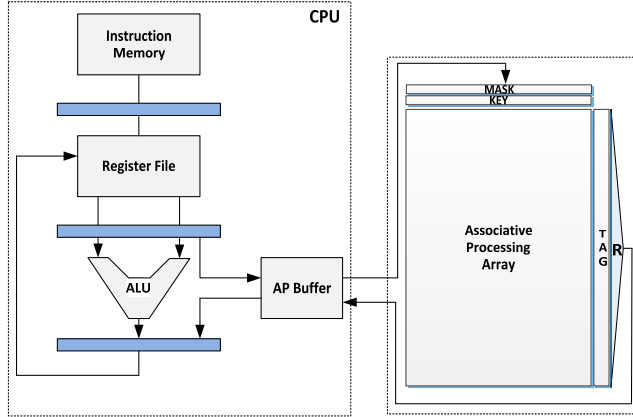 CPU
Instruction
Memory
MASK
KEY
Register File
Associative
Processing
Array
T
A
G
R
ALU
AP Buffer